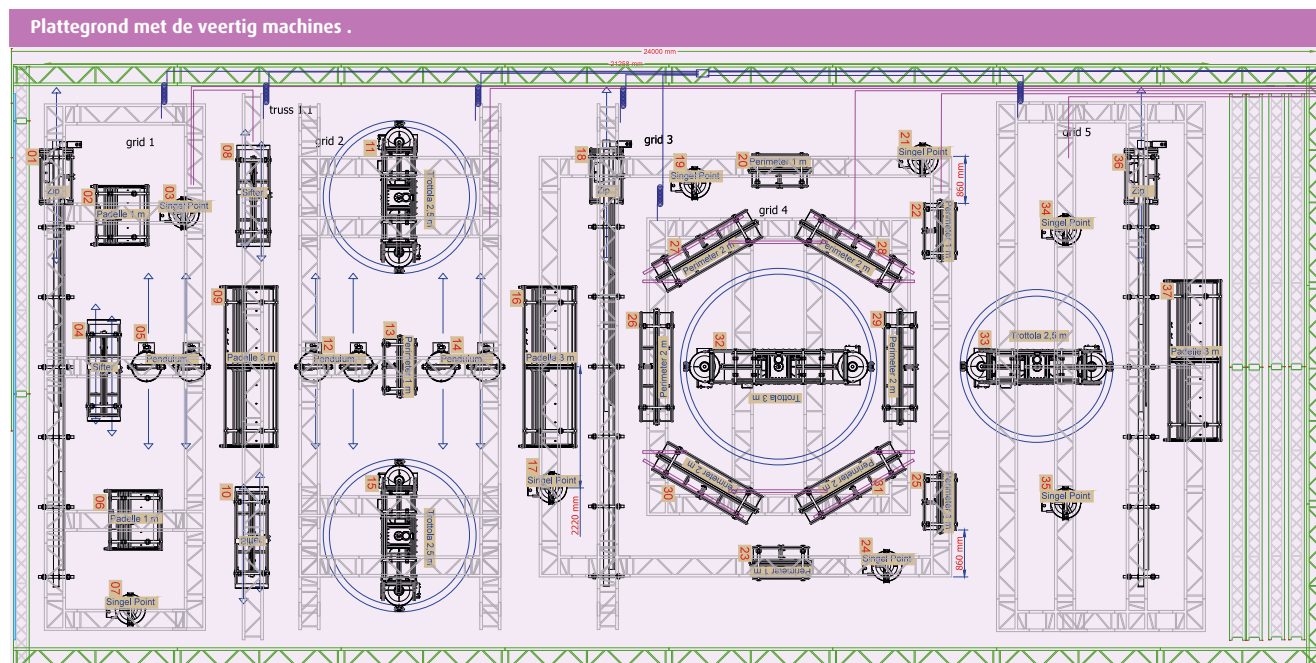 Plattegrond met de veertig machines .
24000 mm
21258 mm
truss 1.1
grid 1
grid 2
grid 3
grid 4
grid 5
01
Zip
02
Padelle 1 m
03
Singel Point
04
Sifter
05
Pendulum
06
Padelle 1 m
07
Singel Point
08
Sifter
09
Padelle 3 m
10
Sifter
11
Trottola 2,5 m
12
Pendulum
13
Perimeter 1 m
14
Pendulum
15
Trottola 2,5 m
16
Padelle 3 m
17
Singel Point
2220 mm
18
Zip
19
Singel Point
20
Perimeter 1 m
21
Singel Point
860 mm
22
Perimeter 1 m
23
Perimeter 1 m
24
Singel Point
25
Perimeter 1 m
860 mm
26
Perimeter 2 m
27
Perimeter 2 m
28
Perimeter 2 m
29
Perimeter 2 m
30
Perimeter 2 m
31
Perimeter 2 m
32
Trottola 3 m
33
Trottola 2,5 m
34
Singel Point
35
Singel Point
36
Zip
37
Padelle 3 m